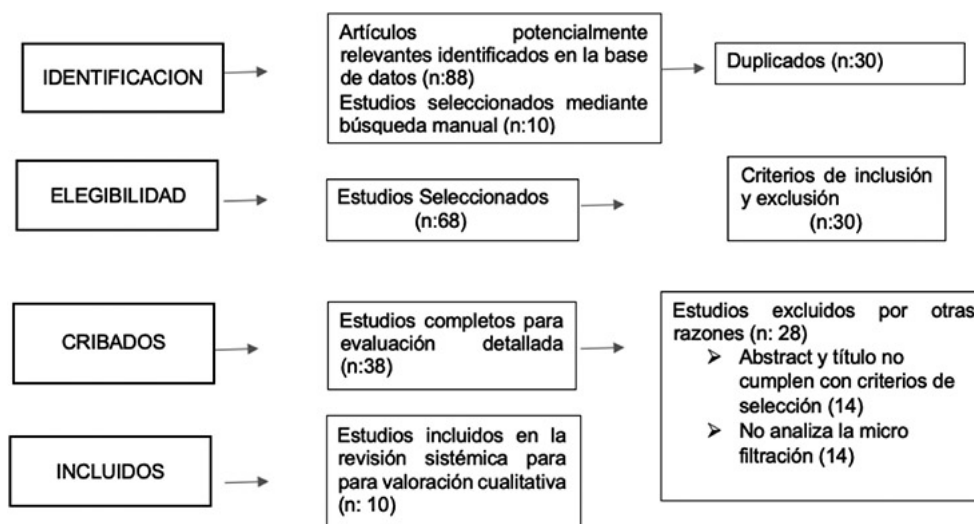 IDENTIFICACION
Artículos potencialmente
relevantes identificados en la base
de datos (n:88)
Estudios seleccionados mediante
búsqueda manual (n:10)
Duplicados (n:30)
ELEGIBILIDAD
Estudios Seleccionados
(n:68)
Criterios de inclusión
y exclusión
(n:30)
CRIBADOS
Estudios completos para
evaluación detallada
(n:38)
Estudios excluidos por otras
razones (n: 28)
➤ Abstract y título no
cumplen con criterios de
selección (14)
➤ No analiza la micro
filtración (14)
INCLUIDOS
Estudios incluidos en la
revisión sistémica para
para valoración cualitativa
(n: 10)